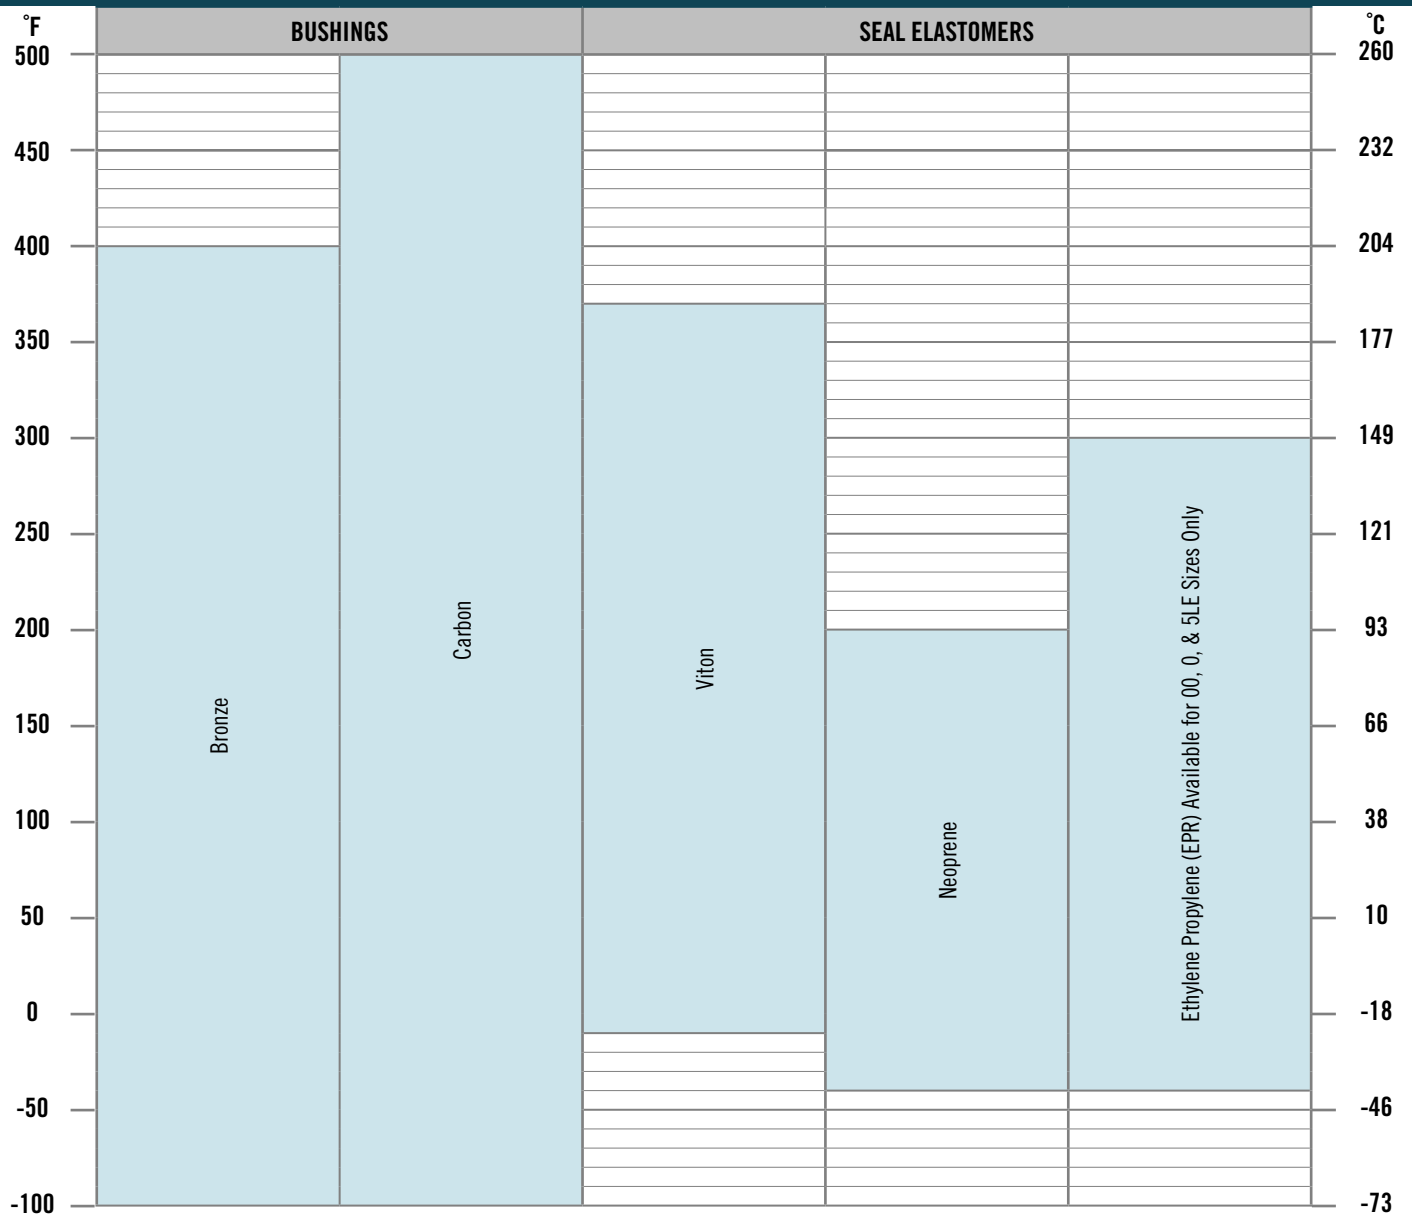 °F
BUSHINGS
SEAL ELASTOMERS
°C
500
260
450
232
400
204
350
177
300
149
250
121
200
93
150
66
100
38
50
10
0
-18
-50
-46
-100
-73
Bronze
Carbon
Viton
Neoprene
Ethylene Propylene (EPR) Available for 00, 0, & 5LE Sizes Only